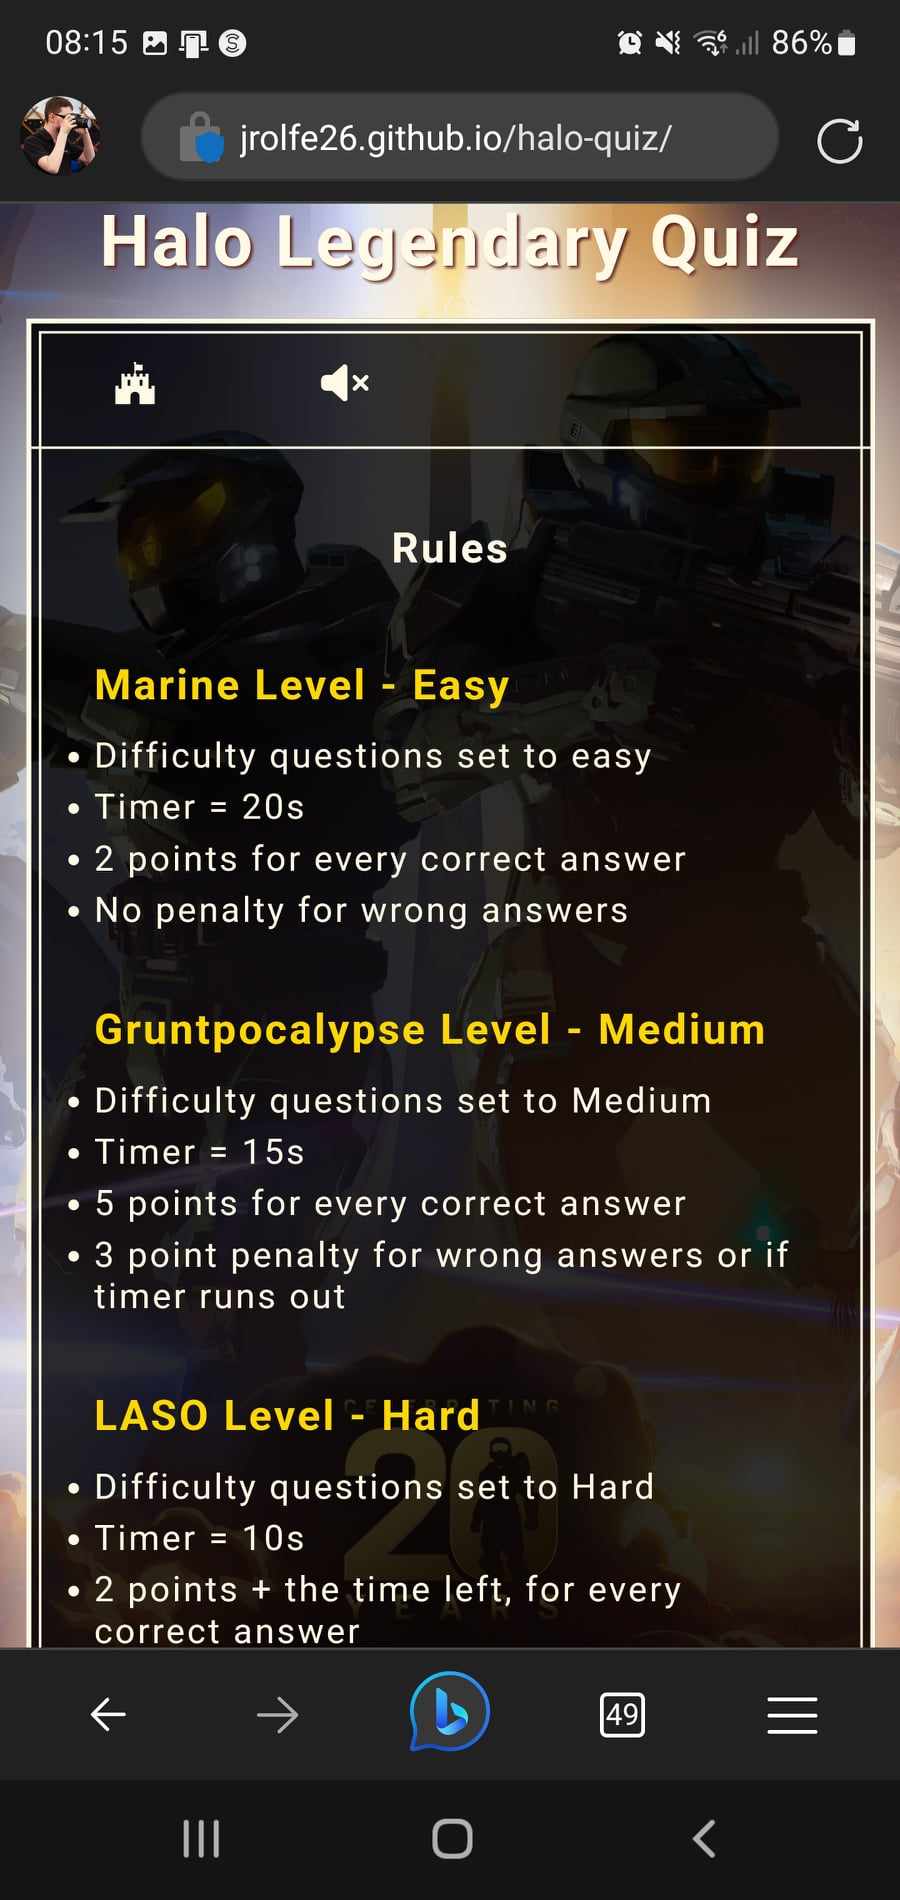 08:15
86%
jrolfe26.github.io/halo-quiz/
Halo Legendary Quiz
Rules
Marine Level - Easy
• Difficulty questions set to easy
• Timer = 20s
• 2 points for every correct answer
• No penalty for wrong answers
Gruntpocalypse Level - Medium
• Difficulty questions set to Medium
• Timer = 15s
• 5 points for every correct answer
• 3 point penalty for wrong answers or if
timer runs out
CELEBRATING
LASO Level - Hard
20
• Difficulty questions set to Hard
• Timer = 10s
• 2 points + the time left, for every
YEARS
correct answer
49